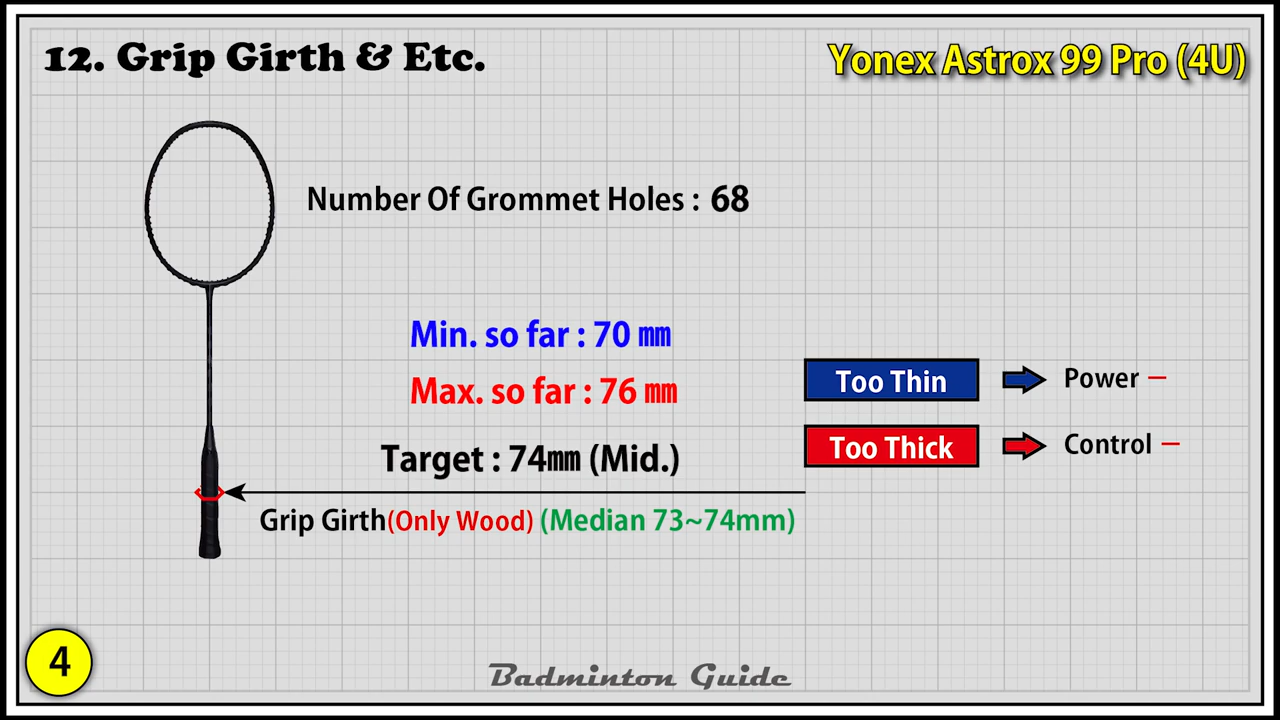 12. Grip Girth & Etc.
Yonex Astrox 99 Pro (4U)
Number Of Grommet Holes : 68
Min. so far : 70 ㎜
Max. so far : 76 ㎜
Target : 74㎜ (Mid.)
Grip Girth(Only Wood) (Median 73~74mm)
Too Thin
Power −
Too Thick
Control −
4
Badminton Guide